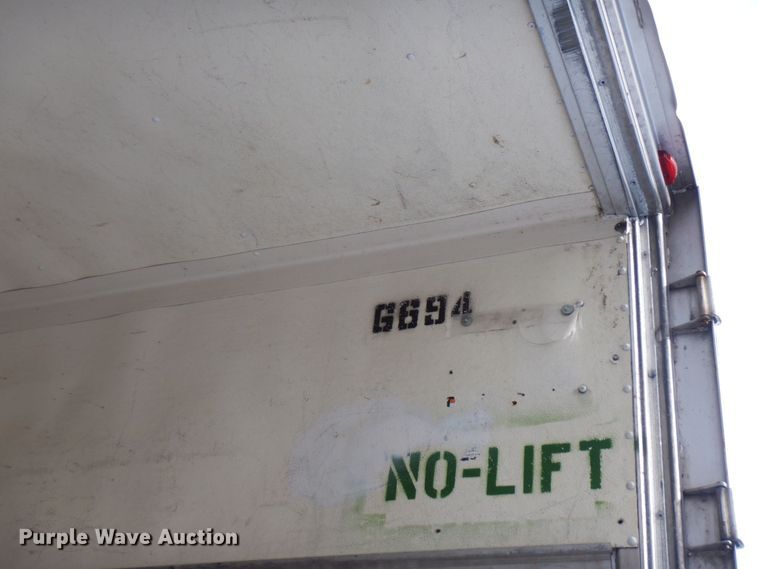 G694
NO-LIFT
Purple Wave Auction